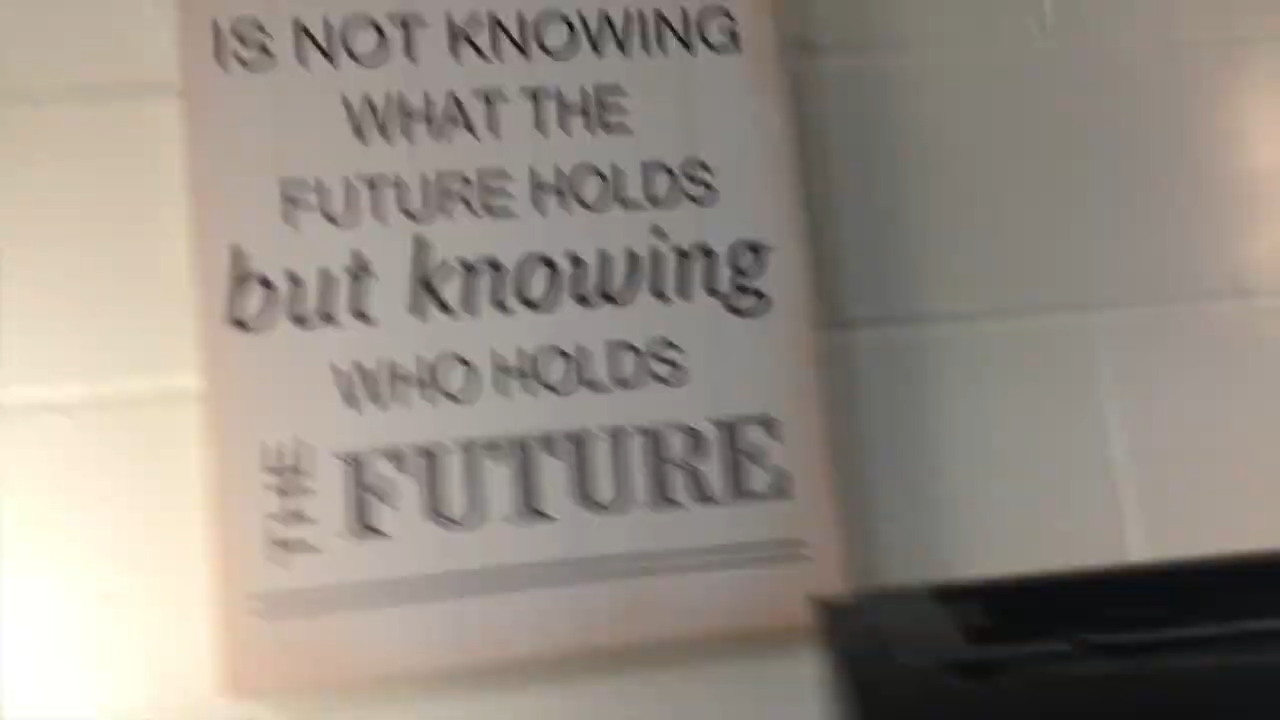 IS NOT KNOWING
WHAT THE
FUTURE HOLDS
but knowing
WHO HOLDS
THE FUTURE